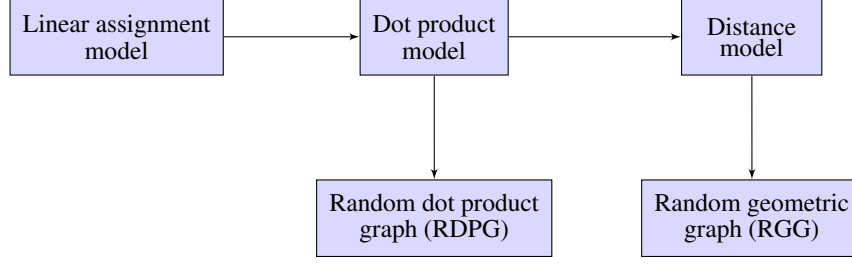 Linear assignment
model
Dot product
model
Distance
model
Random dot product
graph (RDPG)
Random geometric
graph (RGG)